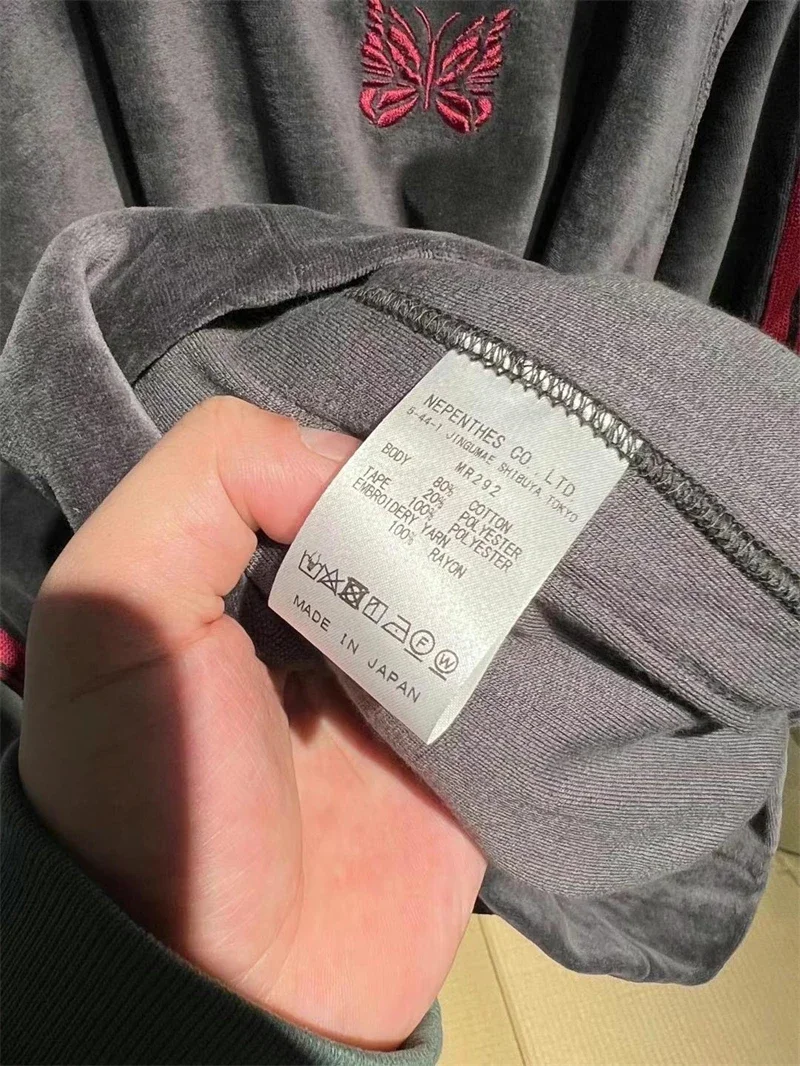 NEPENTHES CO., LTD
5-44-1 JINGUMAE SHIBUYA TOKYO
MR292
BODY 80% COTTON
20% POLYESTER
TAPE 100% POLYESTER
EMBROIDERY YARN
100% RAYON
F W
MADE IN JAPAN